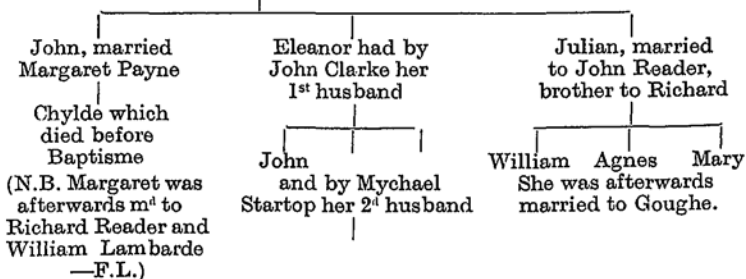 John, married
Margaret Payne
Chylde which
died before
Baptisme
(N.B. Margaret was
afterwards mᵈ to
Richard Reader and
William Lambarde
—F.L.)
Eleanor had by
John Clarke her
1ˢᵗ husband
John
and by Mychael
Startop her 2ᵈ husband
Julian, married
to John Reader,
brother to Richard
William Agnes Mary
She was afterwards
married to Goughe.